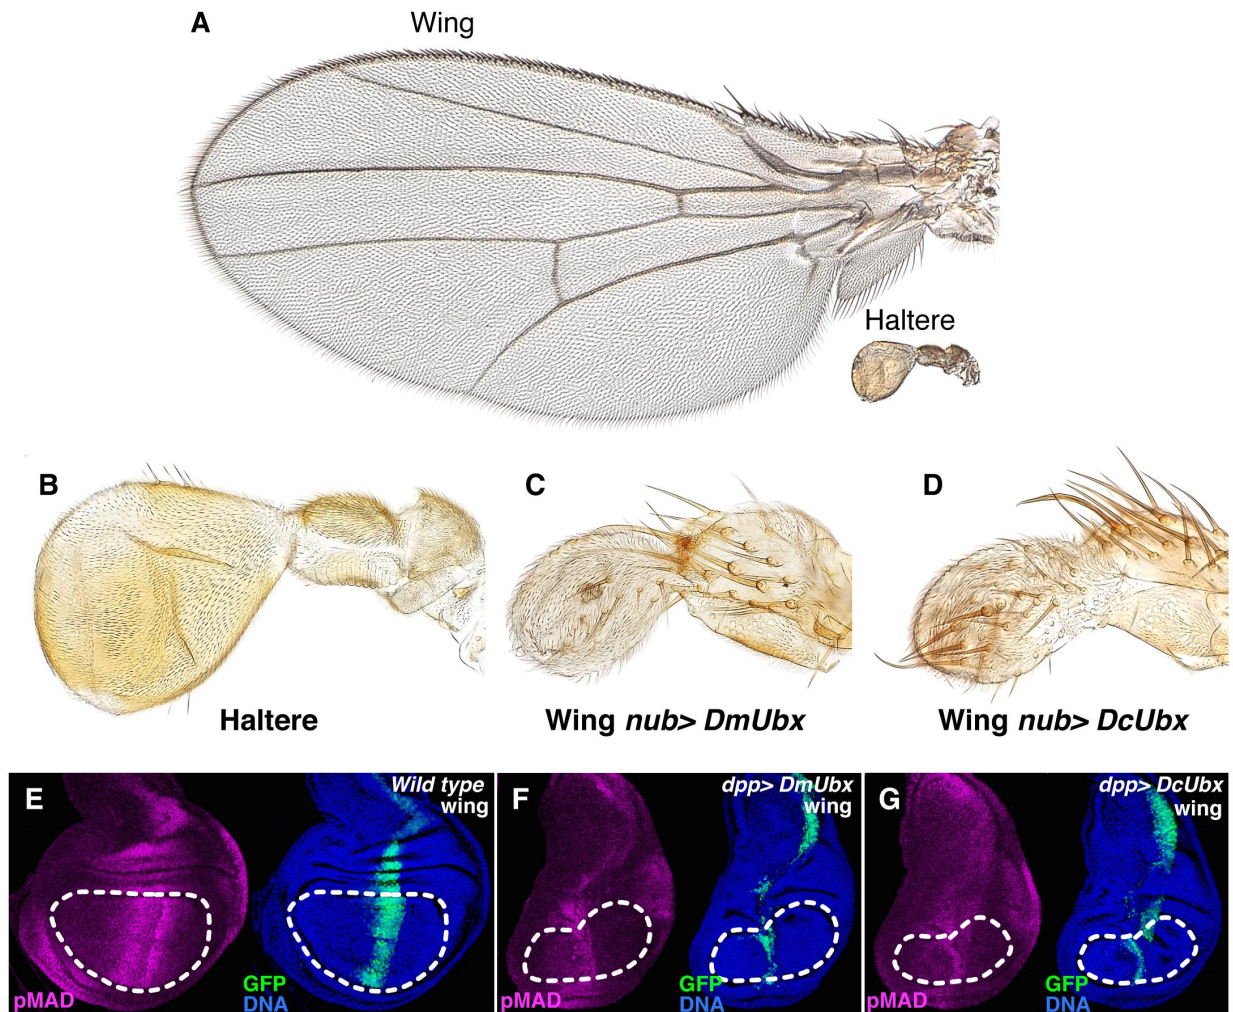 A
Wing
Haltere
B
C
D
Haltere
Wing nub> DmUbx
Wing nub> DcUbx
E
Wild type
wing
pMAD
GFP
DNA
F
dpp> DmUbx
wing
pMAD
GFP
DNA
G
dpp> DcUbx
wing
pMAD
GFP
DNA